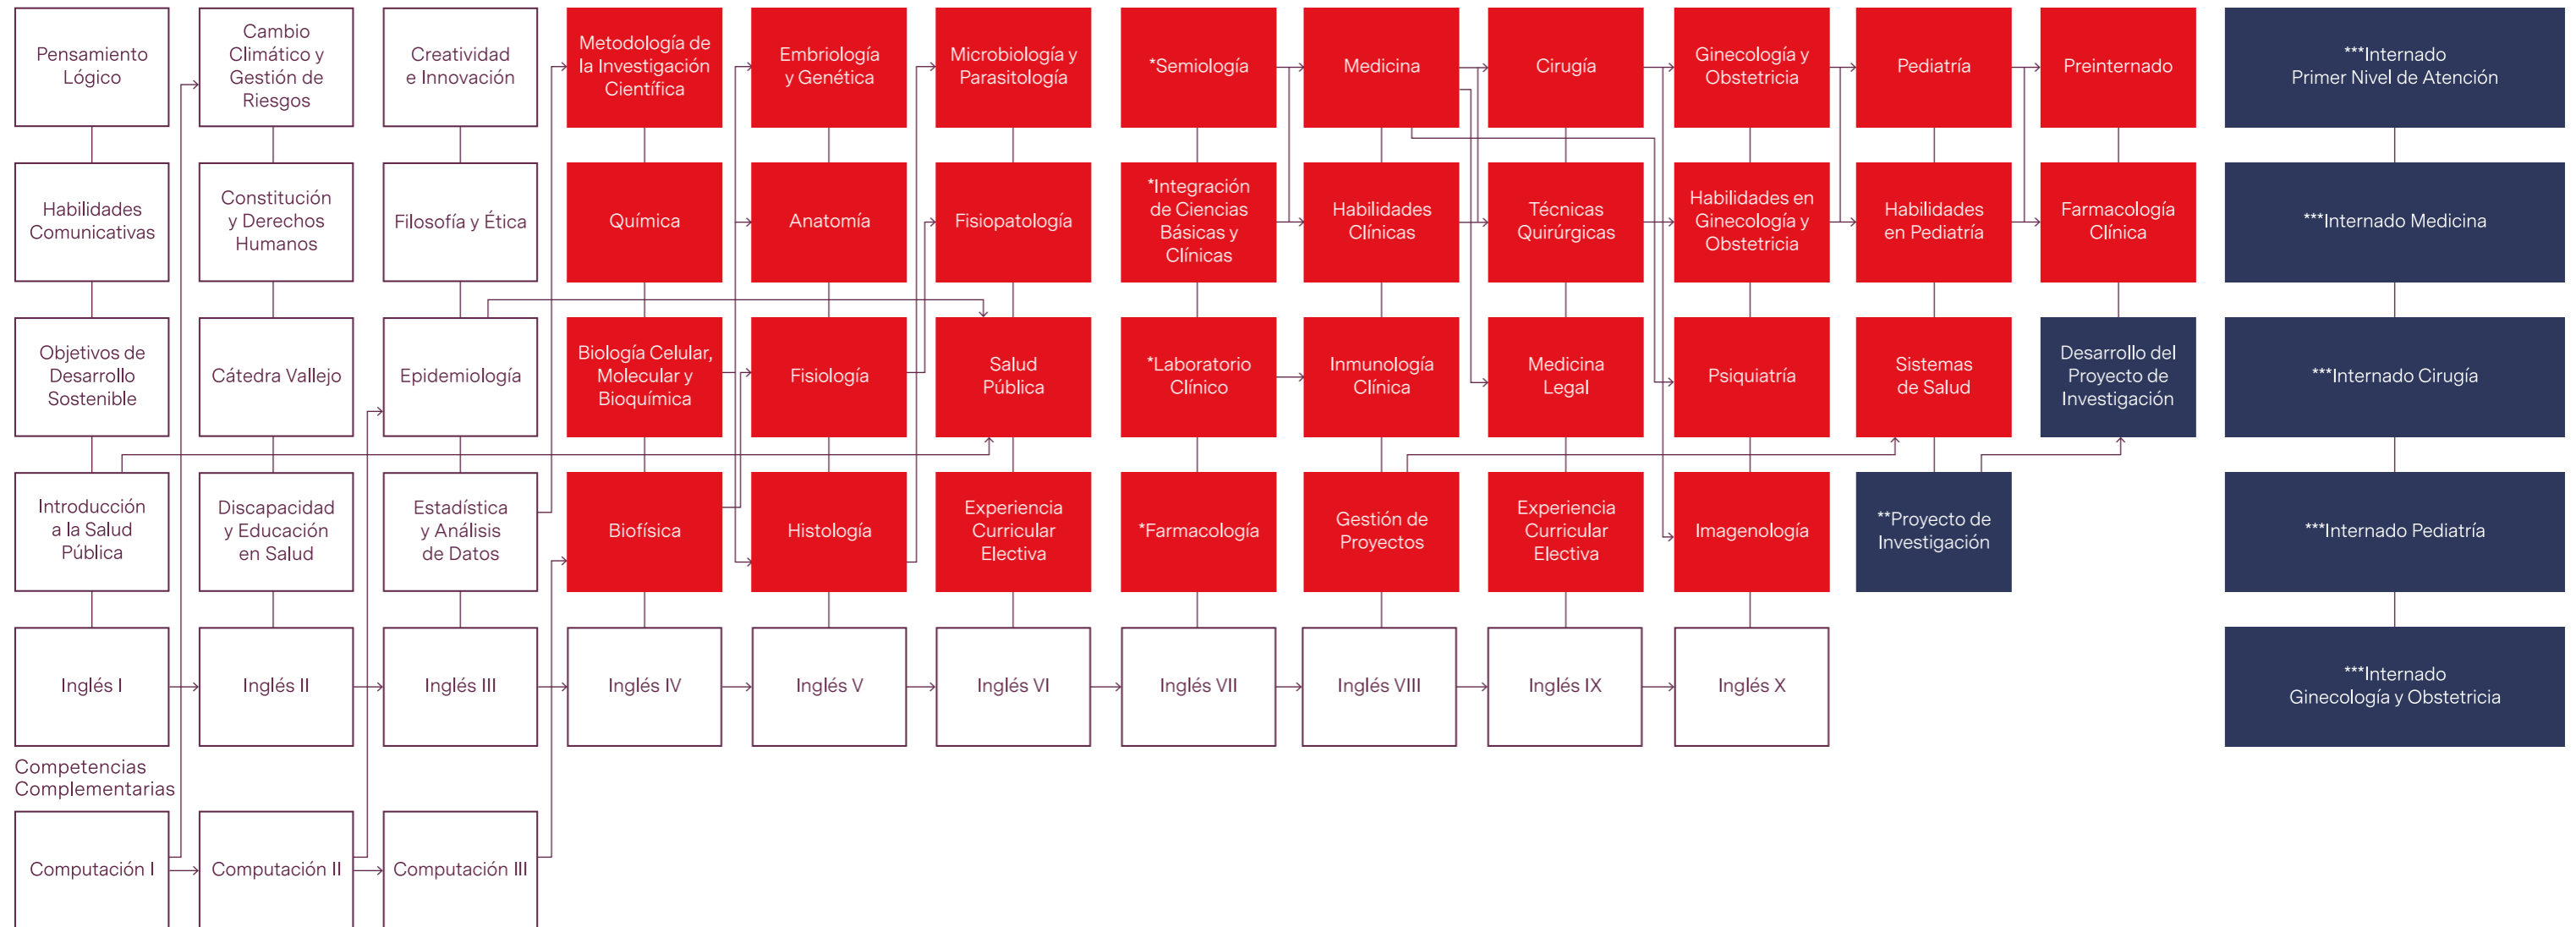 Pensamiento
Lógico
Habilidades
Comunicativas
Objetivos de
Desarrollo
Sostenible
Introducción
a la Salud
Pública
Inglés I
Competencias
Complementarias
Computación I
Cambio
Climático y
Gestión de
Riesgos
Constitución
y Derechos
Humanos
Cátedra Vallejo
Discapacidad
y Educación
en Salud
Inglés II
Computación II
Creatividad
e Innovación
Filosofía y Ética
Epidemiología
Estadística
y Análisis
de Datos
Inglés III
Computación III
Metodología de
la Investigación
Científica
Química
Biología Celular,
Molecular y
Bioquímica
Biofísica
Inglés IV
Embriología
y Genética
Anatomía
Fisiología
Histología
Inglés V
Microbiología y
Parasitología
Fisiopatología
Salud
Pública
Experiencia
Curricular
Electiva
Inglés VI
*Semiología
*Integración
de Ciencias
Básicas y
Clínicas
*Laboratorio
Clínico
*Farmacología
Inglés VII
Medicina
Habilidades
Clínicas
Inmunología
Clínica
Gestión de
Proyectos
Inglés VIII
Cirugía
Técnicas
Quirúrgicas
Medicina
Legal
Experiencia
Curricular
Electiva
Inglés IX
Ginecología y
Obstetricia
Habilidades en
Ginecología y
Obstetricia
Psiquiatría
Imagenología
Inglés X
Pediatría
Habilidades
en Pediatría
Sistemas
de Salud
**Proyecto de
Investigación
Preinternado
Farmacología
Clínica
Desarrollo del
Proyecto de
Investigación
***Internado
Primer Nivel de Atención
***Internado Medicina
***Internado Cirugía
***Internado Pediatría
***Internado
Ginecología y Obstetricia